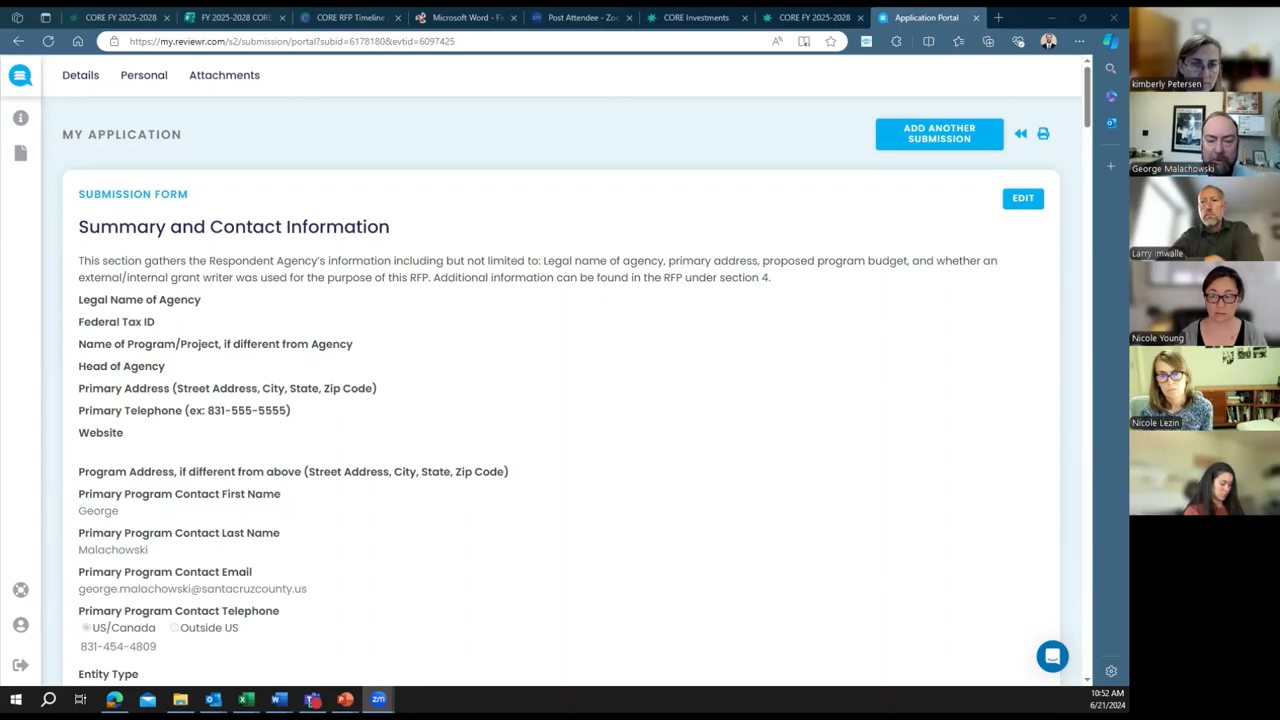 CORE FY 2025-2028
FY 2025-2028 CORE
CORE RFP Timeline
Microsoft Word - Fi
Post Attendee - Zoo
CORE Investments
CORE FY 2025-2028
Application Portal
https://my.reviewr.com/s2/submission/portal?subid=6178180&evtid=6097425
Details
Personal
Attachments
MY APPLICATION
ADD ANOTHER
SUBMISSION
SUBMISSION FORM
EDIT
Summary and Contact Information
This section gathers the Respondent Agency's information including but not limited to: Legal name of agency, primary address, proposed program budget, and whether an
external/internal grant writer was used for the purpose of this RFP. Additional information can be found in the RFP under section 4.
Legal Name of Agency
Federal Tax ID
Name of Program/Project, if different from Agency
Head of Agency
Primary Address (Street Address, City, State, Zip Code)
Primary Telephone (ex: 831-555-5555)
Website
Program Address, if different from above (Street Address, City, State, Zip Code)
Primary Program Contact First Name
George
Primary Program Contact Last Name
Malachowski
Primary Program Contact Email
george.malachowski@santacruzcounty.us
Primary Program Contact Telephone
US/Canada
Outside US
831-454-4809
Entity Type
kimberly Petersen
George Malachowski
Larry Imwalle
Nicole Young
Nicole Lezin
zm
10:52 AM
6/21/2024